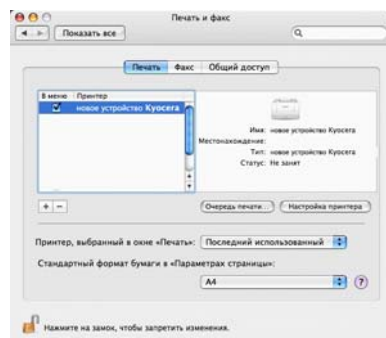 Печать и факс
Показать все
Печать Факс Общий доступ
В меню Принтер
новое устройство Kyocera
Имя: новое устройство Kyocera
Местонахождение:
Тип: новое устройство Kyocera
Статус: Не занят
+ − Очередь печати... Настройка принтера
Принтер, выбранный в окне «Печать»: Последний использованный
Стандартный формат бумаги в «Параметрах страницы»:
A4 ?
Нажмите на замок, чтобы запретить изменения.